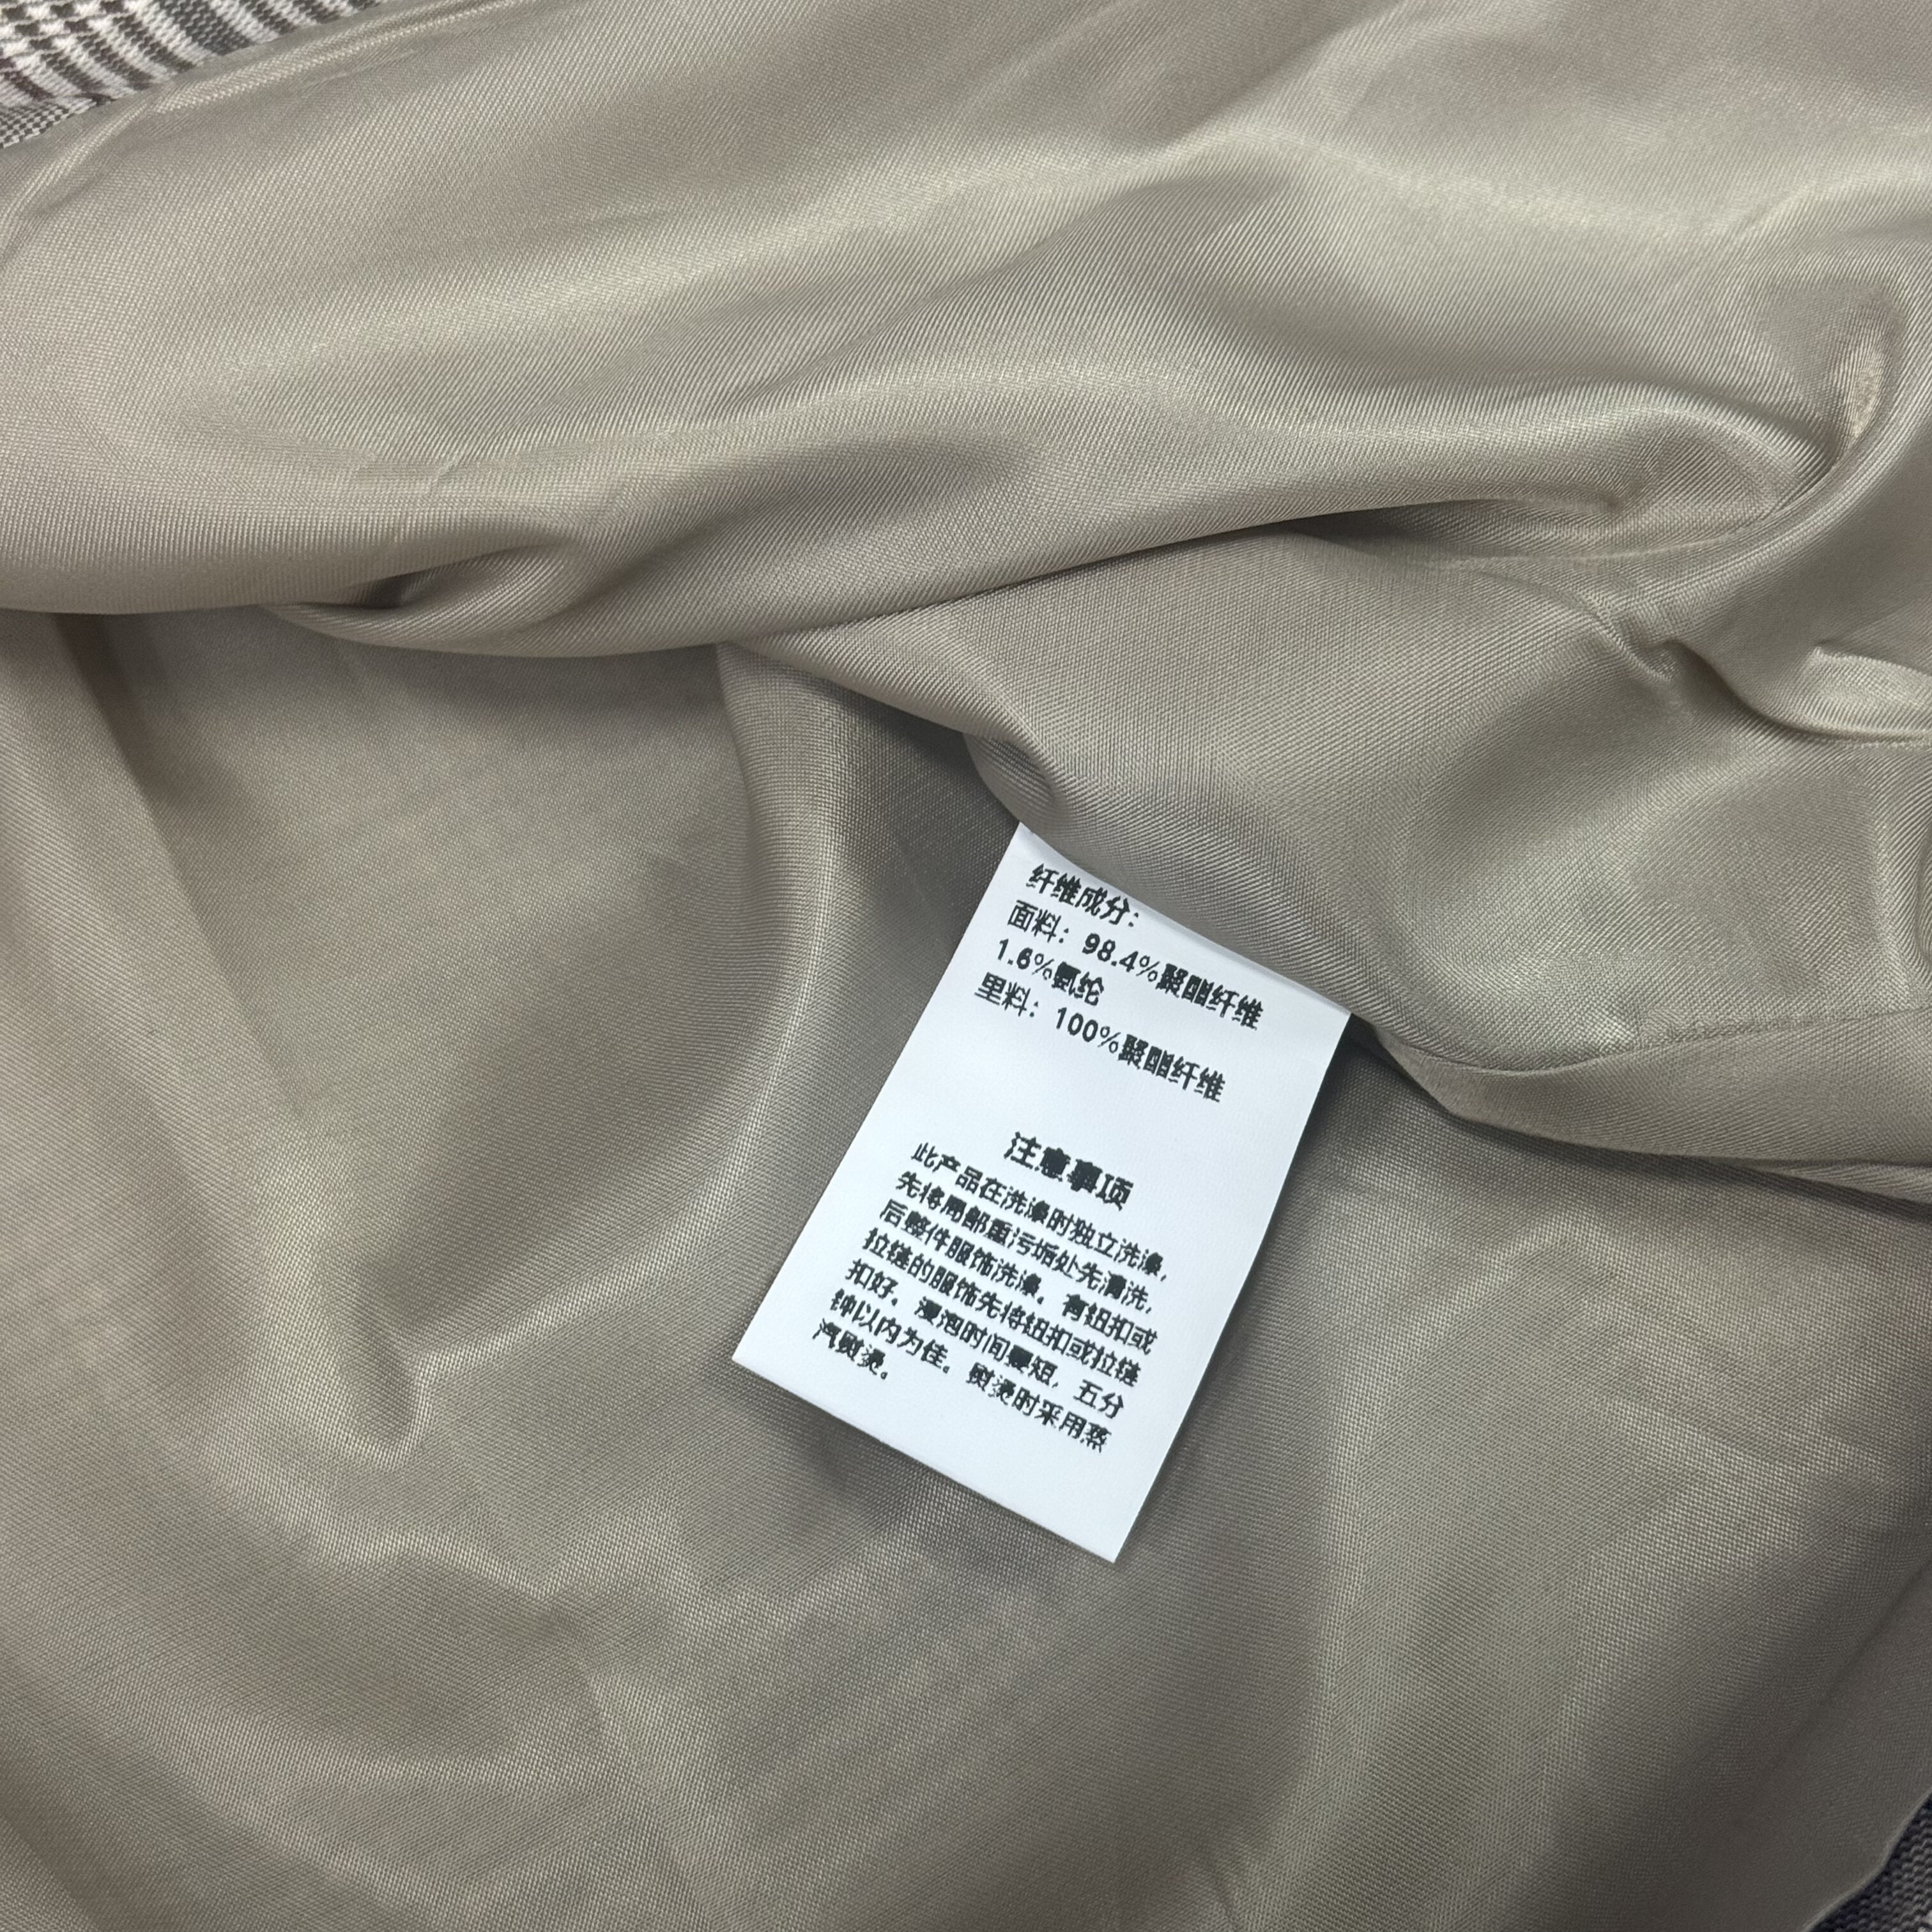 纤维成分：
面料：98.4%聚酯纤维
1.6%氨纶
里料：100%聚酯纤维
注意事项
此产品在洗涤时独立洗涤，
先将局部重污垢处先清洗，
后整件服饰洗涤。有钮扣或
拉链的服饰先将钮扣或拉链
扣好。浸泡时间要短，五分
钟以内为佳。熨烫时采用蒸
汽熨烫。